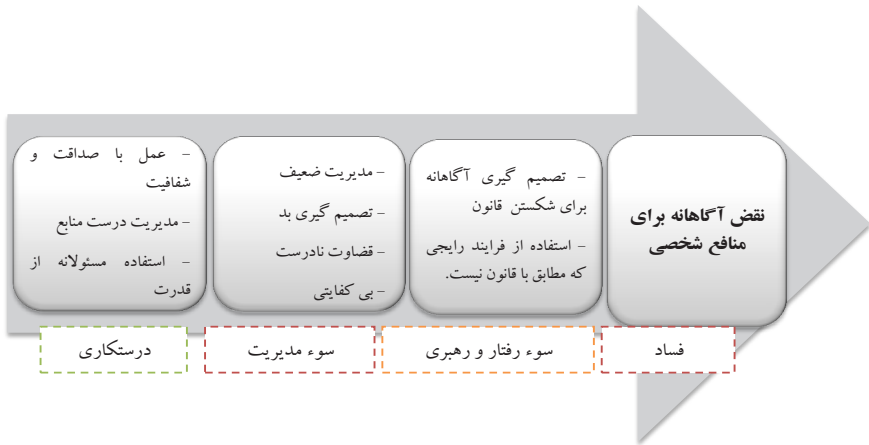 – عمل با صداقت و
شفافیت
– مدیریت درست منابع
– استفاده مسئولانه از
قدرت
– مدیریت ضعیف
– تصمیم گیری بد
– قضاوت نادرست
– بی کفایتی
– تصمیم گیری آگاهانه
برای شکستن قانون
– استفاده از فرایند رایجی
که مطابق با قانون نیست.
نقض آگاهانه برای
منافع شخصی
درستکاری
سوء مدیریت
سوء رفتار و رهبری
فساد